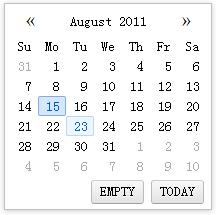 « August 2011 »
Su Mo Tu We Th Fr Sa
31 1 2 3 4 5 6
7 8 9 10 11 12 13
14 15 16 17 18 19 20
21 22 23 24 25 26 27
28 29 30 31 1 2 3
4 5 6 7 8 9 10
EMPTY TODAY